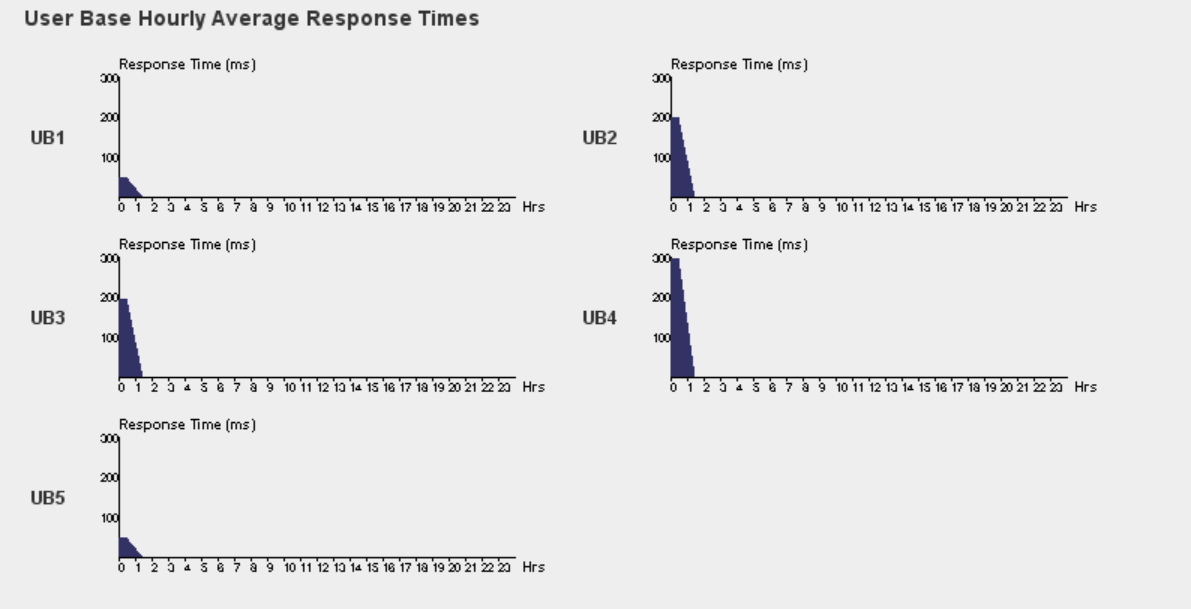 User Base Hourly Average Response Times
Response Time (ms)
300
200
100
UB1
0 1 2 3 4 5 6 7 8 9 10 11 12 13 14 15 16 17 18 19 20 21 22 23 Hrs
Response Time (ms)
300
200
100
UB2
0 1 2 3 4 5 6 7 8 9 10 11 12 13 14 15 16 17 18 19 20 21 22 23 Hrs
Response Time (ms)
300
200
100
UB3
0 1 2 3 4 5 6 7 8 9 10 11 12 13 14 15 16 17 18 19 20 21 22 23 Hrs
Response Time (ms)
300
200
100
UB4
0 1 2 3 4 5 6 7 8 9 10 11 12 13 14 15 16 17 18 19 20 21 22 23 Hrs
Response Time (ms)
300
200
100
UB5
0 1 2 3 4 5 6 7 8 9 10 11 12 13 14 15 16 17 18 19 20 21 22 23 Hrs